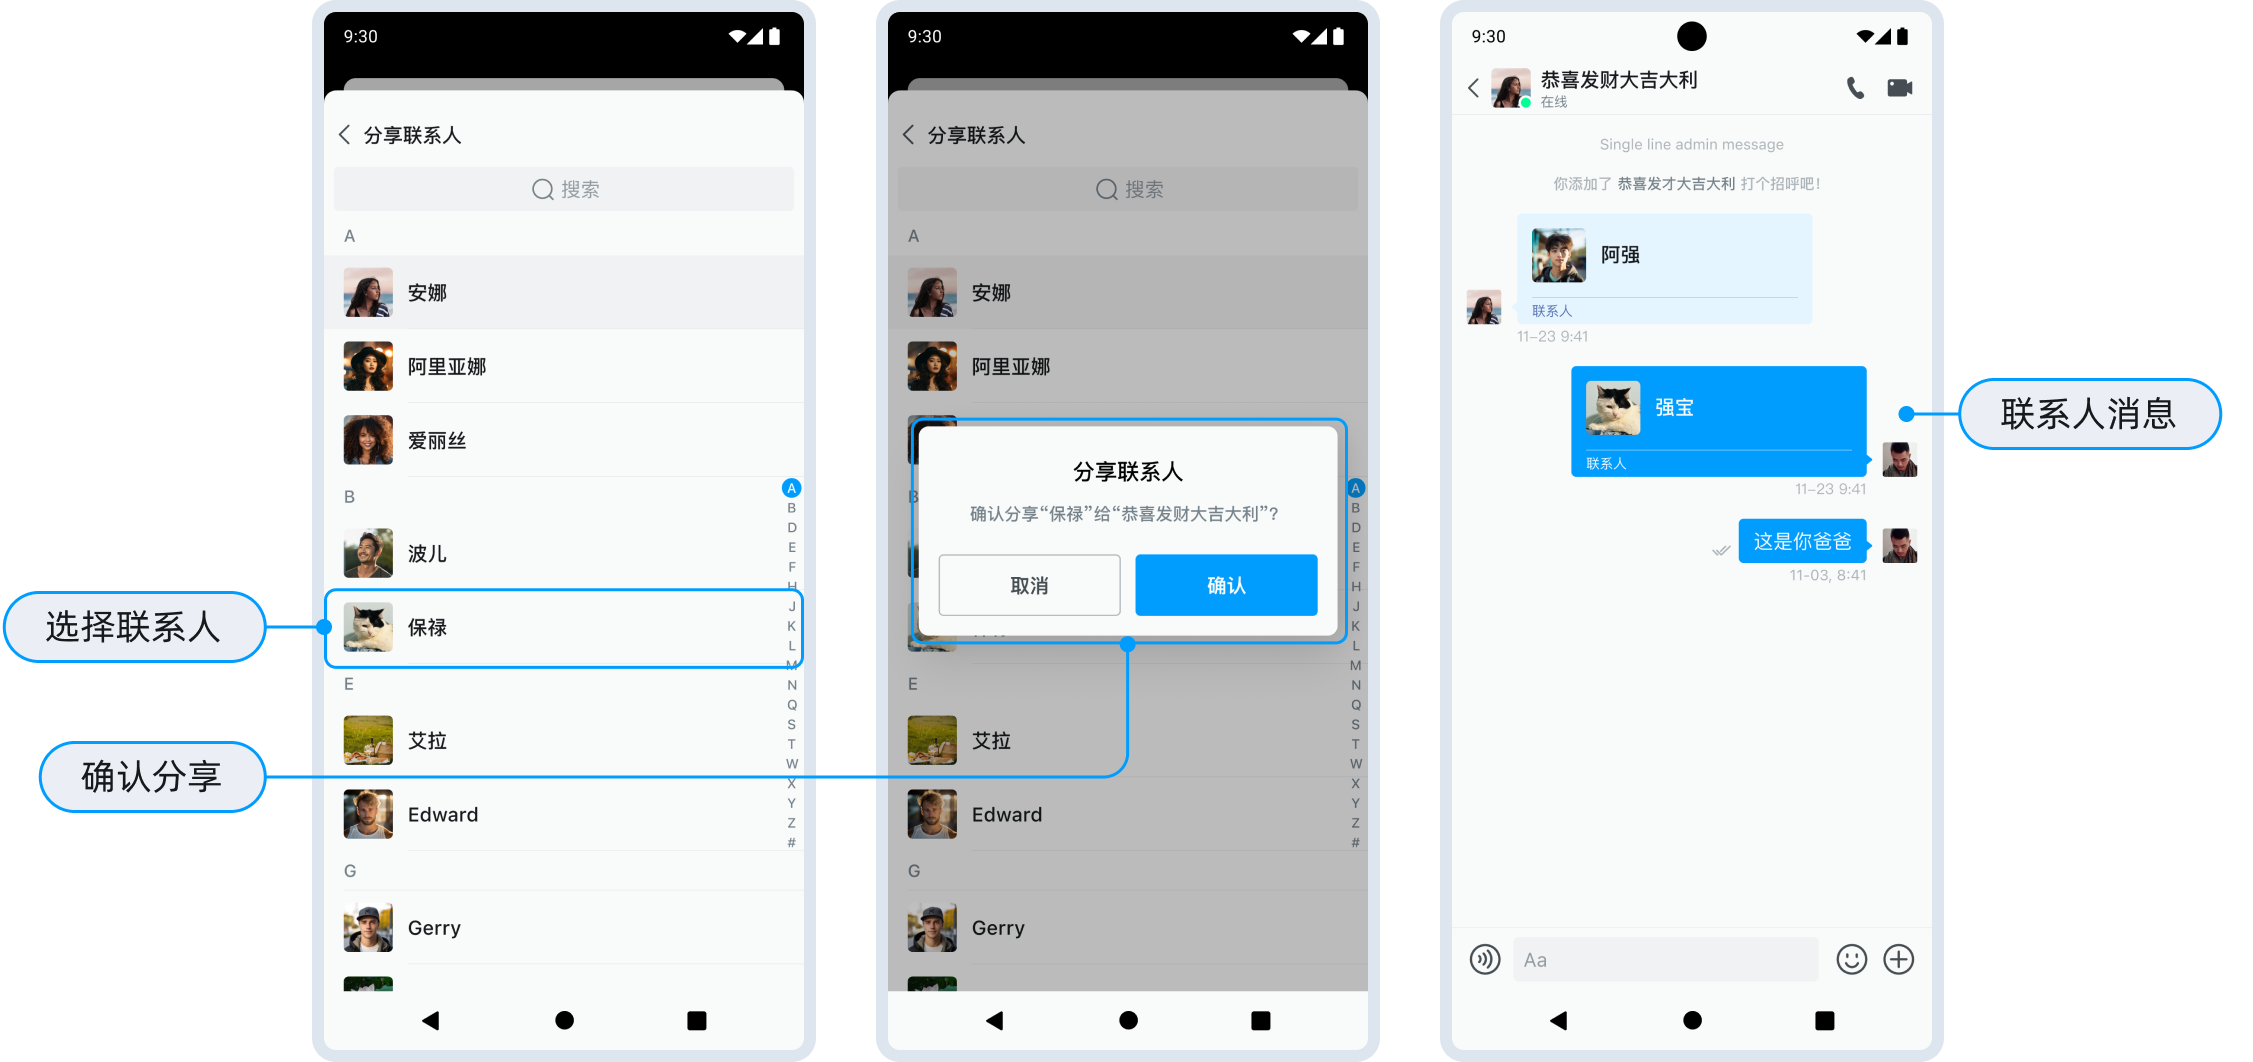 选择联系人
确认分享
9:30
分享联系人
搜索
A
安娜
阿里亚娜
爱丽丝
B
波儿
保禄
E
艾拉
Edward
G
Gerry
A
B
D
E
F
H
J
K
L
M
N
Q
S
T
W
X
Y
Z
#
9:30
分享联系人
搜索
A
安娜
阿里亚娜
B
分享联系人
确认分享“保禄”给“恭喜发财大吉大利”？
取消
确认
E
艾拉
Edward
G
Gerry
A
B
D
E
F
H
J
K
L
M
N
Q
S
T
W
X
Y
Z
#
9:30
恭喜发财大吉大利
在线
Single line admin message
你添加了 恭喜发才大吉大利 打个招呼吧！
阿强
联系人
11–23 9:41
强宝
联系人
11–23 9:41
这是你爸爸
11-03, 8:41
Aa
联系人消息